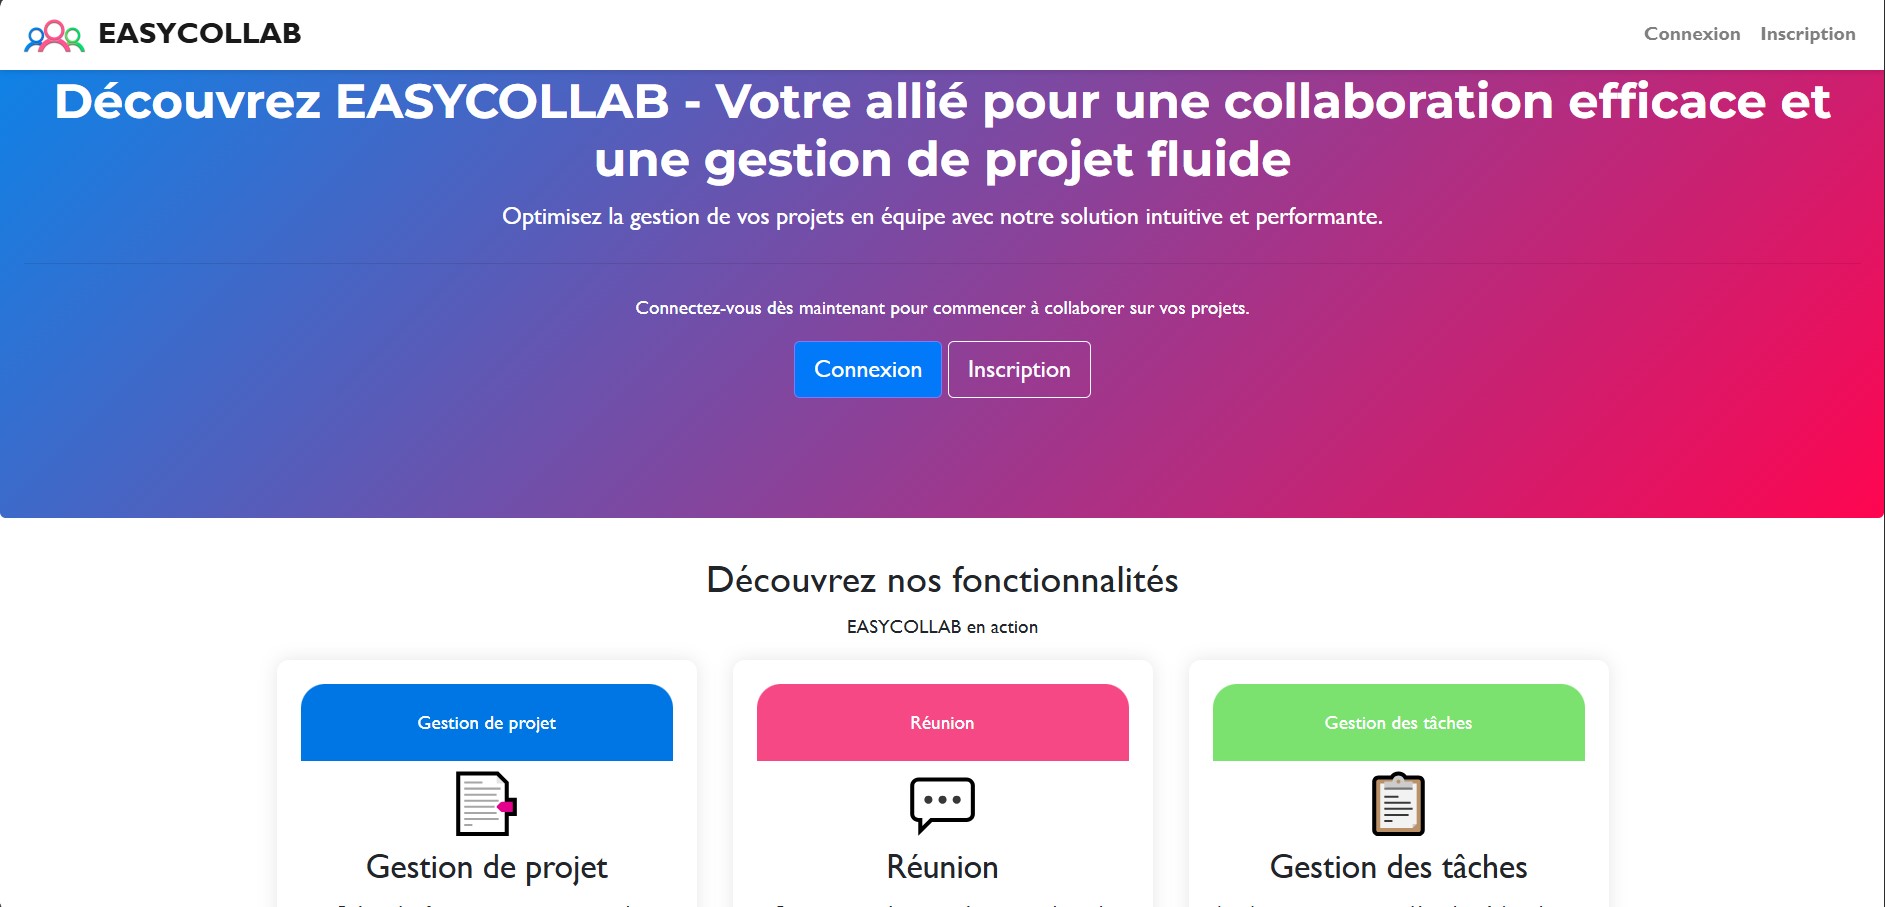 EASYCOLLAB
Connexion Inscription
Découvrez EASYCOLLAB - Votre allié pour une collaboration efficace et
une gestion de projet fluide
Optimisez la gestion de vos projets en équipe avec notre solution intuitive et performante.
Connectez-vous dès maintenant pour commencer à collaborer sur vos projets.
Connexion Inscription
Découvrez nos fonctionnalités
EASYCOLLAB en action
Gestion de projet
Réunion
Gestion des tâches
Gestion de projet
Réunion
Gestion des tâches